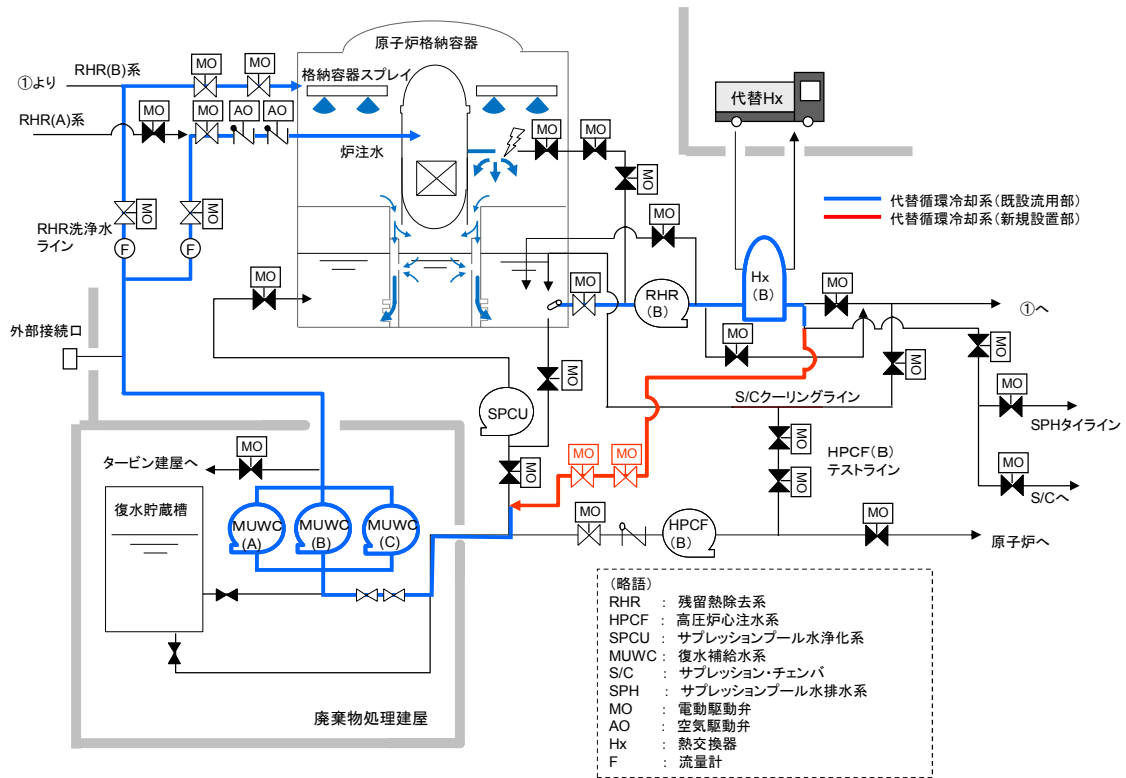 原子炉格納容器
RHR(B)系
MO
MO
①より
格納容器スプレイ
代替Hx
RHR(A)系
MO
MO
AO
AO
MO
MO
炉注水
MO
代替循環冷却系(既設流用部)
代替循環冷却系(新規設置部)
MO
MO
RHR洗浄水
ライン
F
F
MO
MO
MO
RHR
(B)
Hx
(B)
MO
①へ
外部接続口
MO
MO
MO
MO
S/Cクーリングライン
MO
SPHタイライン
SPCU
MO
HPCF(B)
テストライン
MO
タービン建屋へ
MO
MO
MO
MO
MO
MO
S/Cへ
復水貯蔵槽
MUWC
(A)
MUWC
(B)
MUWC
(C)
MO
HPCF
(B)
MO
原子炉へ
(略語)
RHR : 残留熱除去系
HPCF : 高圧炉心注水系
SPCU : サプレッションプール水浄化系
MUWC : 復水補給水系
S/C : サプレッション・チェンバ
SPH : サプレッションプール水排水系
MO : 電動駆動弁
AO : 空気駆動弁
Hx : 熱交換器
F : 流量計
廃棄物処理建屋